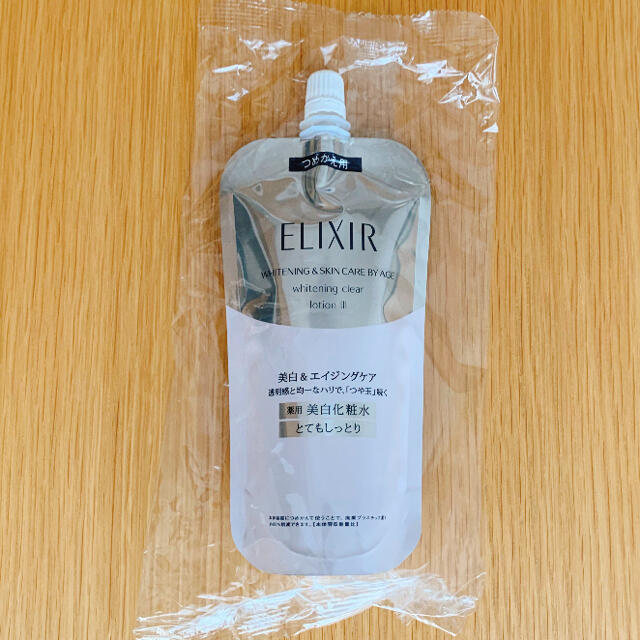 つめかえ用
ELIXIR
WHITENING & SKIN CARE BY AGE
whitening clear
lotion III
美白&エイジングケア
透明感と均一なハリで、「つや玉」続く
薬用 美白化粧水
とてもしっとり